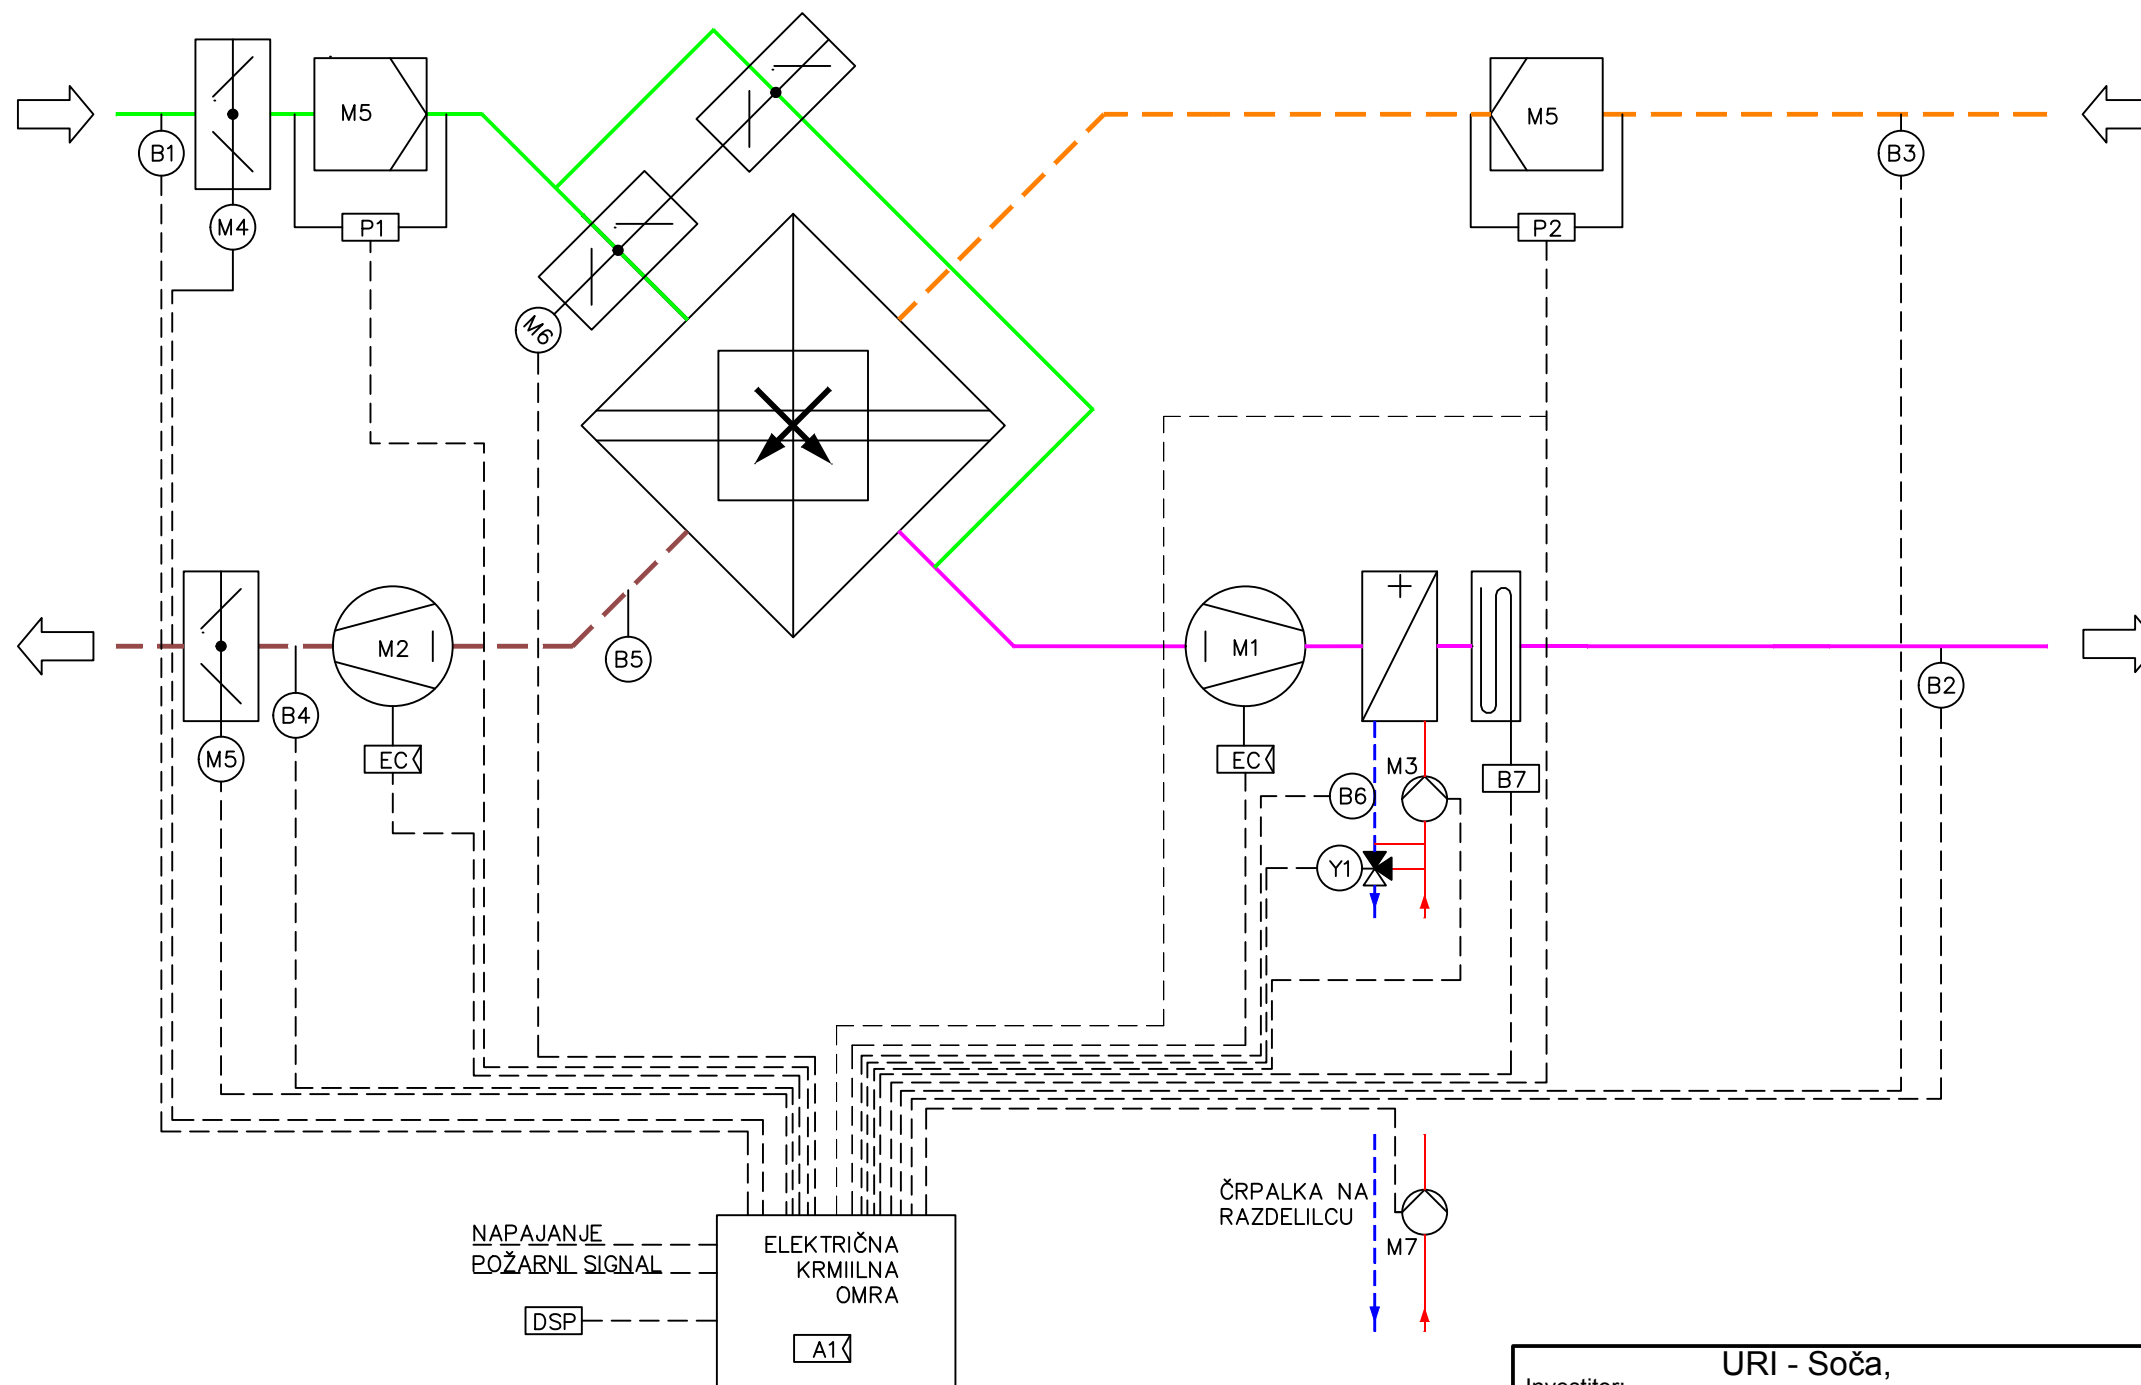 M5
M5
B1
B3
M4
P1
P2
M6
M2
M1
B5
B2
B4
M5
EC
EC
M3
B7
B6
Y1
ČRPALKA NA
RAZDELILCU
M7
NAPAJANJE
POŽARNI SIGNAL
ELEKTRIČNA
KRMIILNA
OMRA
DSP
A1
URI - Soča,
Investitor: